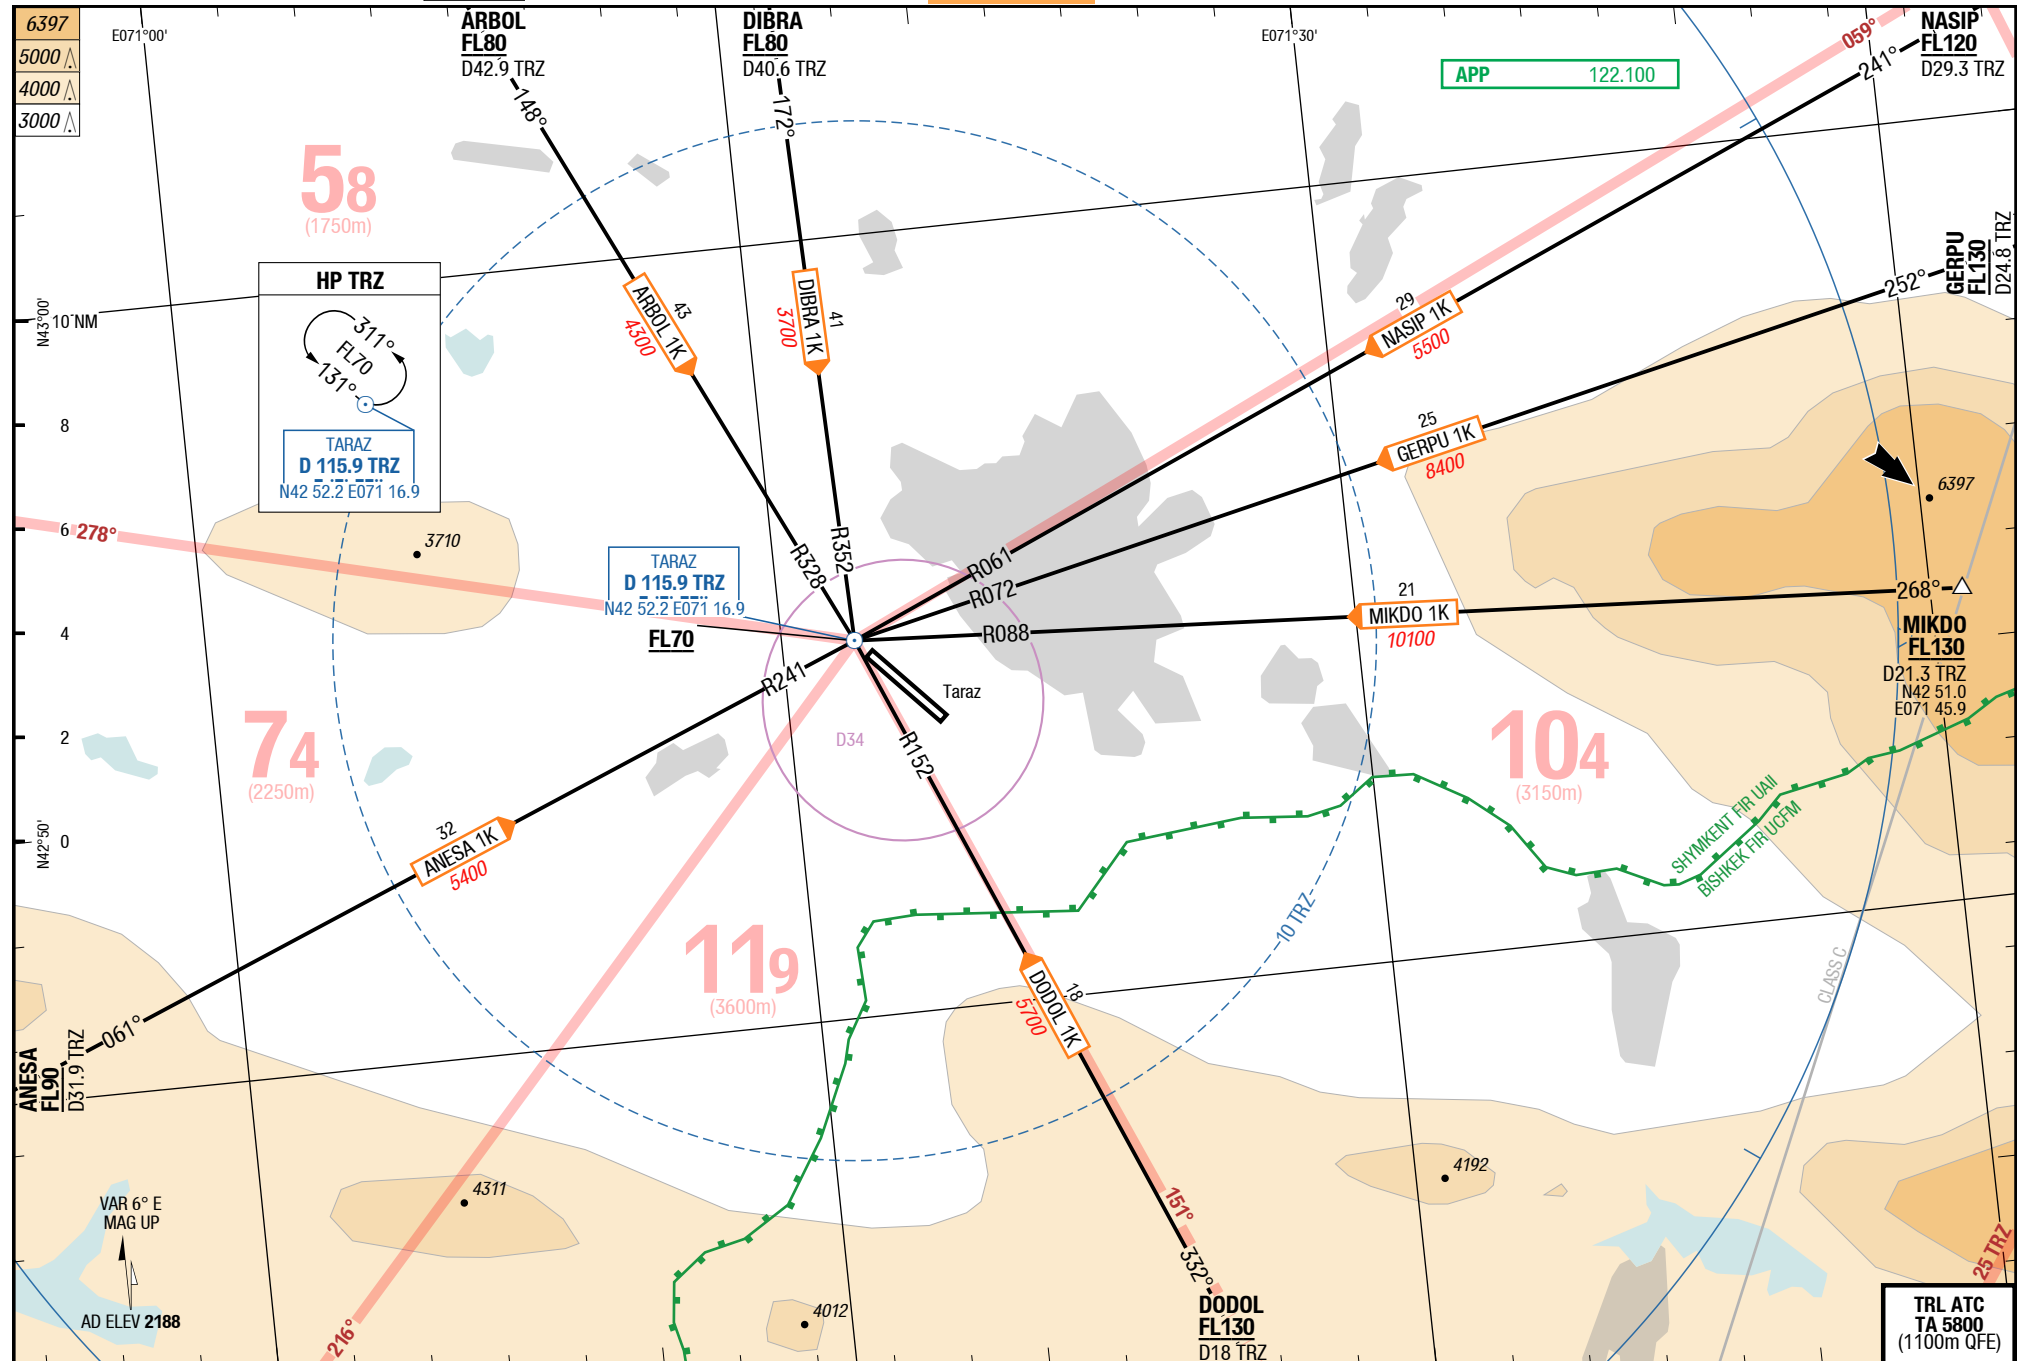 6397
5000
4000
3000
E071°00'
ARBOL
FL80
D42.9 TRZ
148°
DIBRA
FL80
D40.6 TRZ
172°
E071°30'
APP 122.100
059°
241°
NASIP
FL120
D29.3 TRZ
58
(1750m)
HP TRZ
311°
FL70
131°
TARAZ
D 115.9 TRZ
N42 52.2 E071 16.9
N43°00'
10 NM
8
6
4
2
0
N42°50'
ARBOL 1K
43
4300
DIBRA 1K
41
3700
29
NASIP 1K
5500
25
GERPU 1K
8400
252°
GERPU
FL130
D24.8 TRZ
6397
278°
3710
TARAZ
D 115.9 TRZ
N42 52.2 E071 16.9
FL70
R328
R352
R061
R072
R088
R241
R152
21
MIKDO 1K
10100
268°
MIKDO
FL130
D21.3 TRZ
N42 51.0
E071 45.9
Taraz
D34
74
(2250m)
104
(3150m)
32
ANESA 1K
5400
SHYMKENT FIR UAII
BISHKEK FIR UCFM
10 TRZ
CLASS C
119
(3600m)
18
DODOL 1K
5700
061°
ANESA
FL90
D31.9 TRZ
4311
4192
4012
VAR 6° E
MAG UP
AD ELEV 2188
216°
151°
332°
DODOL
FL130
D18 TRZ
25 TRZ
TRL ATC
TA 5800
(1100m QFE)